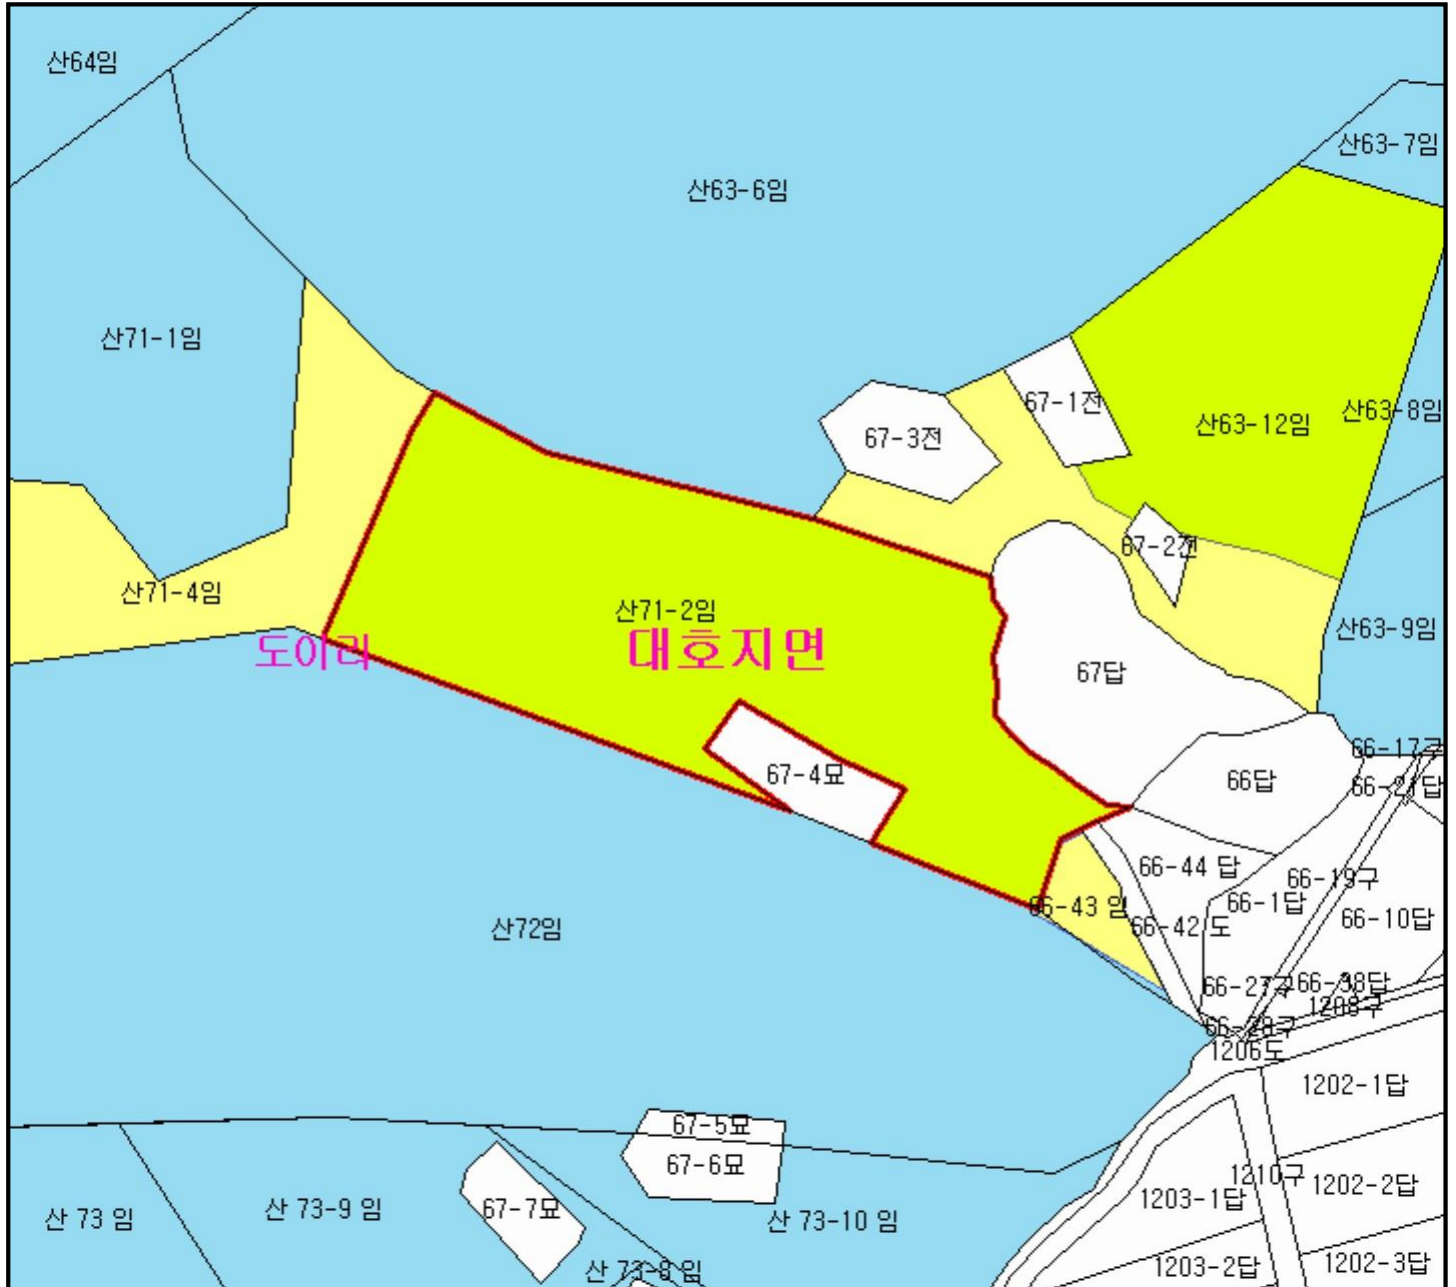 산64임
산63-7임
산63-6임
산71-1임
67-1전
산63-8임
산63-12임
67-3전
67-2전
산71-4임
산71-2임
산63-9임
도이리
대호지면
67답
66-17구
67-4묘
66답
66-21답
66-44 답
66-19구
66-1답
66-43 임
66-10답
66-42 도
산72임
66-38답
66-27구
1208구
66-28구
1206도
1202-1답
67-5묘
67-6묘
1210구
1202-2답
1203-1답
67-7묘
산 73-9 임
산 73 임
산 73-10 임
1202-3답
1203-2답
산 73-8 임